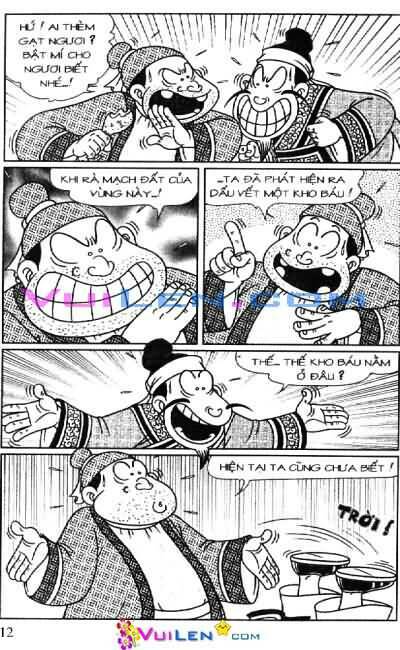 HỨ! AI THÈM
GẠT NGƯƠI?
BẬT MÍ CHO
NGƯƠI BIẾT
NHÉ...!
KHI RÀ MẠCH ĐẤT CỦA
VÙNG NÀY...!
...TA ĐÃ PHÁT HIỆN RA
DẤU VẾT MỘT KHO BÁU!
VUILEN.COM
THẾ... THẾ KHO BÁU NẰM
Ở ĐÂU?
HIỆN TẠI TA CŨNG CHƯA BIẾT!
TRỜI!
12
VUILEN.COM